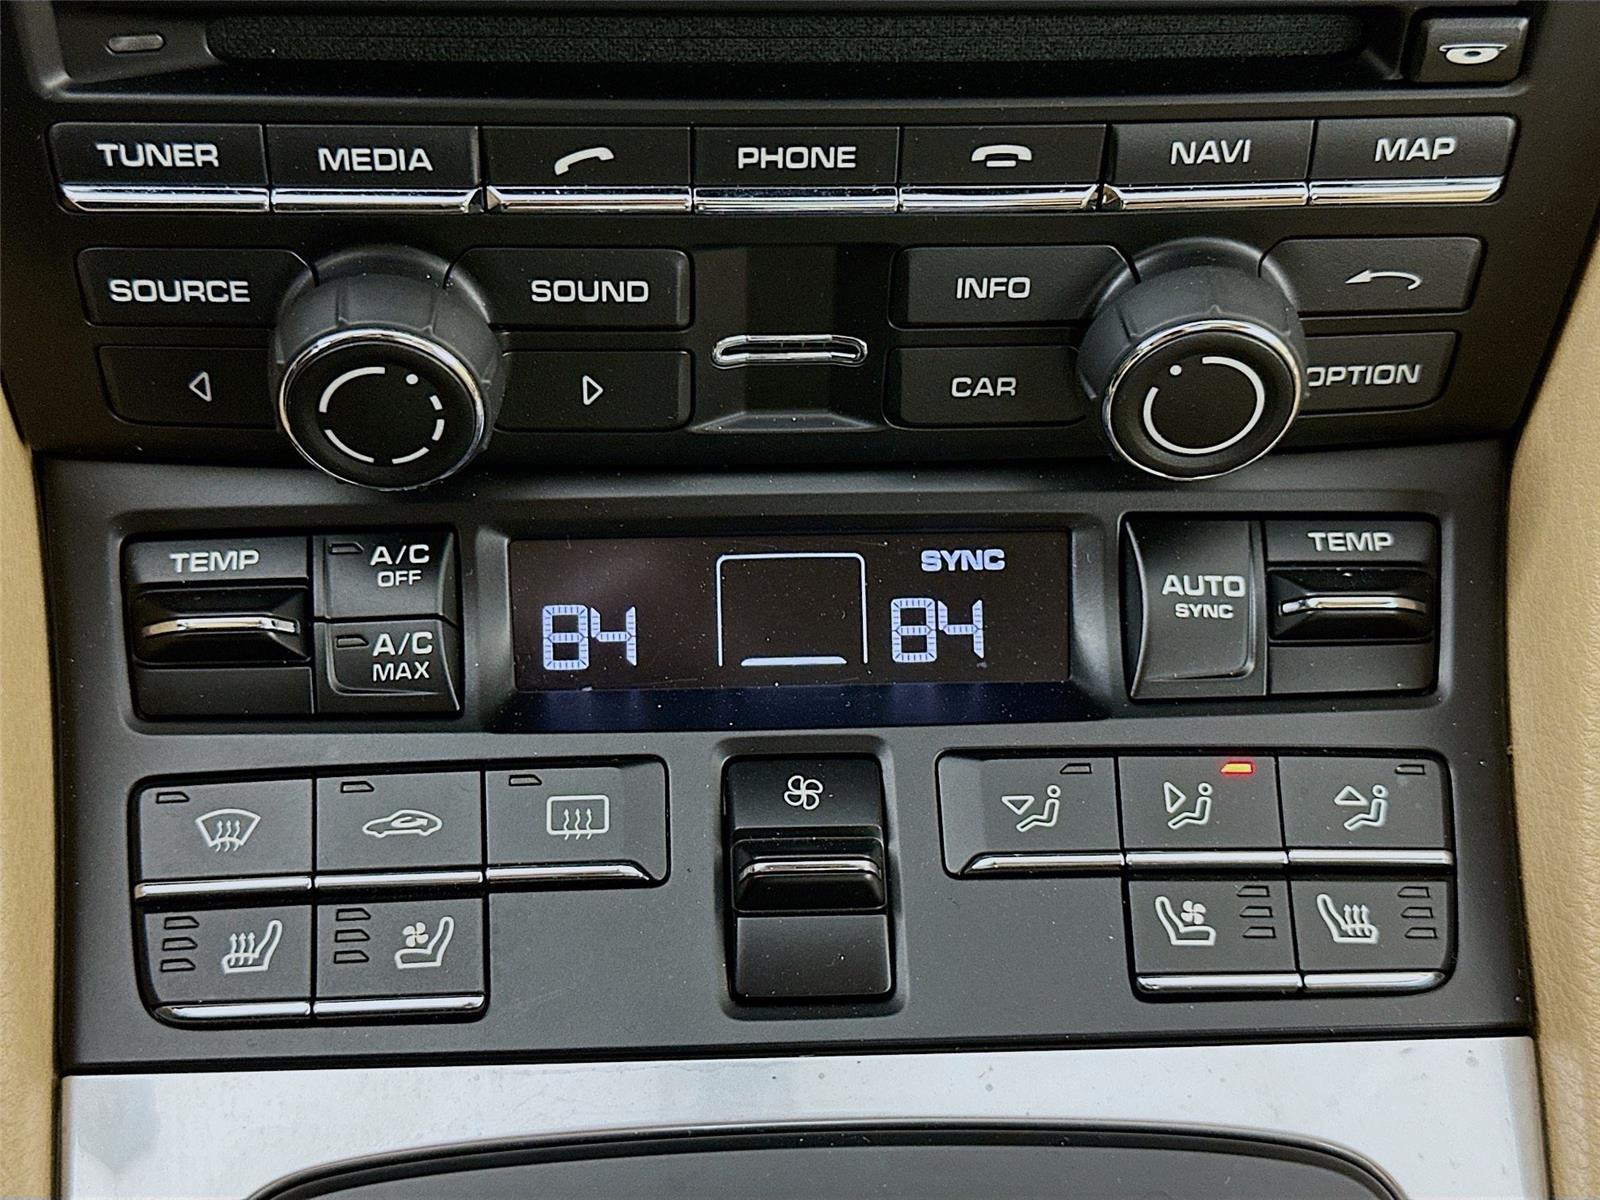 TUNER
MEDIA
PHONE
NAVI
MAP
SOURCE
SOUND
INFO
CAR
OPTION
TEMP
A/C
OFF
A/C
MAX
84
SYNC
84
AUTO
SYNC
TEMP